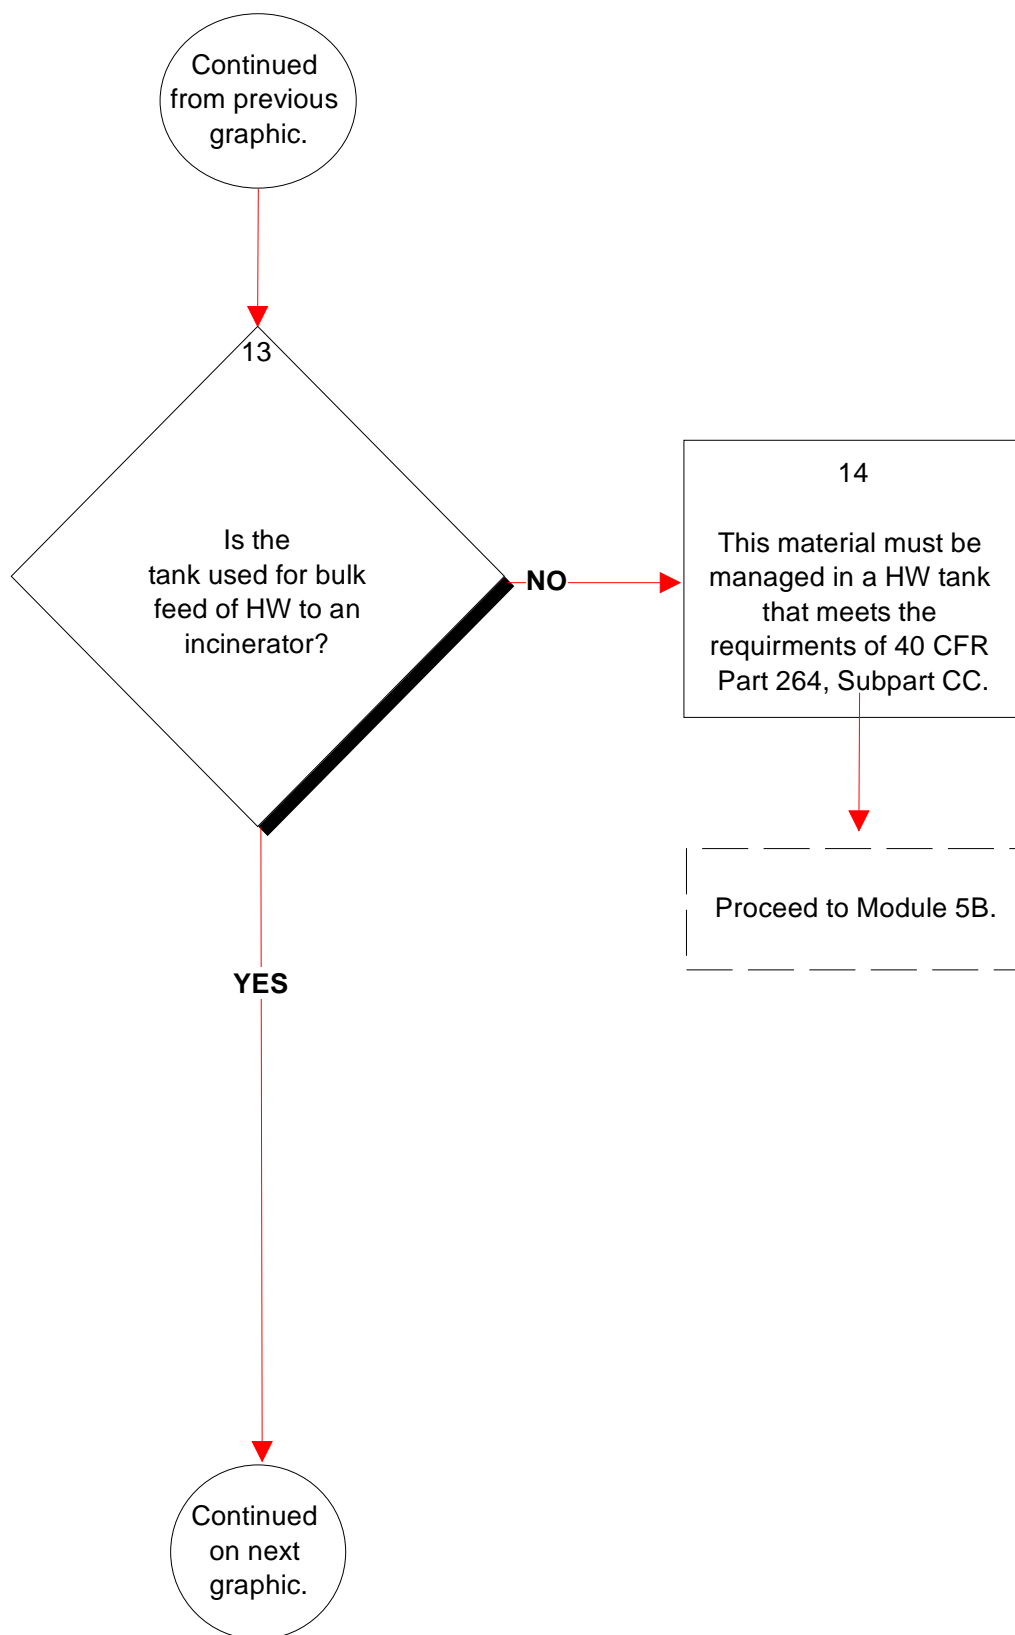 Continued
from previous
graphic.
13
Is the
tank used for bulk
feed of HW to an
incinerator?
NO
14
This material must be
managed in a HW tank
that meets the
requirments of 40 CFR
Part 264, Subpart CC.
Proceed to Module 5B.
YES
Continued
on next
graphic.